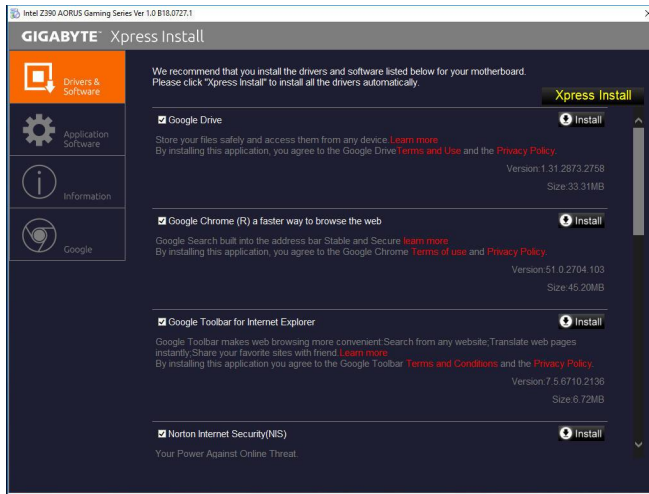 Intel Z390 AORUS Gaming Series Ver 1.0 B18.0727.1
GIGABYTE™ Xpress Install
Drivers &
Software
Application
Software
Information
Google
We recommend that you install the drivers and software listed below for your motherboard.
Please click "Xpress Install" to install all the drivers automatically.
Xpress Install
Google Drive
Install
Store your files safely and access them from any device.Learn more
By installing this application, you agree to the Google DriveTerms and Use and the Privacy Policy.
Version:1.31.2873.2758
Size:33.31MB
Google Chrome (R) a faster way to browse the web
Install
Google Search built into the address bar Stable and Secure learn more
By installing this application, you agree to the Google Chrome Terms of use and Privacy Policy.
Version:51.0.2704.103
Size:45.20MB
Google Toolbar for Internet Explorer
Install
Google Toolbar makes web browsing more convenient.Search from any website;Translate web pages
instantly;Share your favorite sites with friend.Learn more
By installing this application you agree to the Google Toolbar Terms and Conditions and the Privacy Policy.
Version:7.5.6710.2136
Size:6.72MB
Norton Internet Security(NIS)
Install
Your Power Against Online Threat.